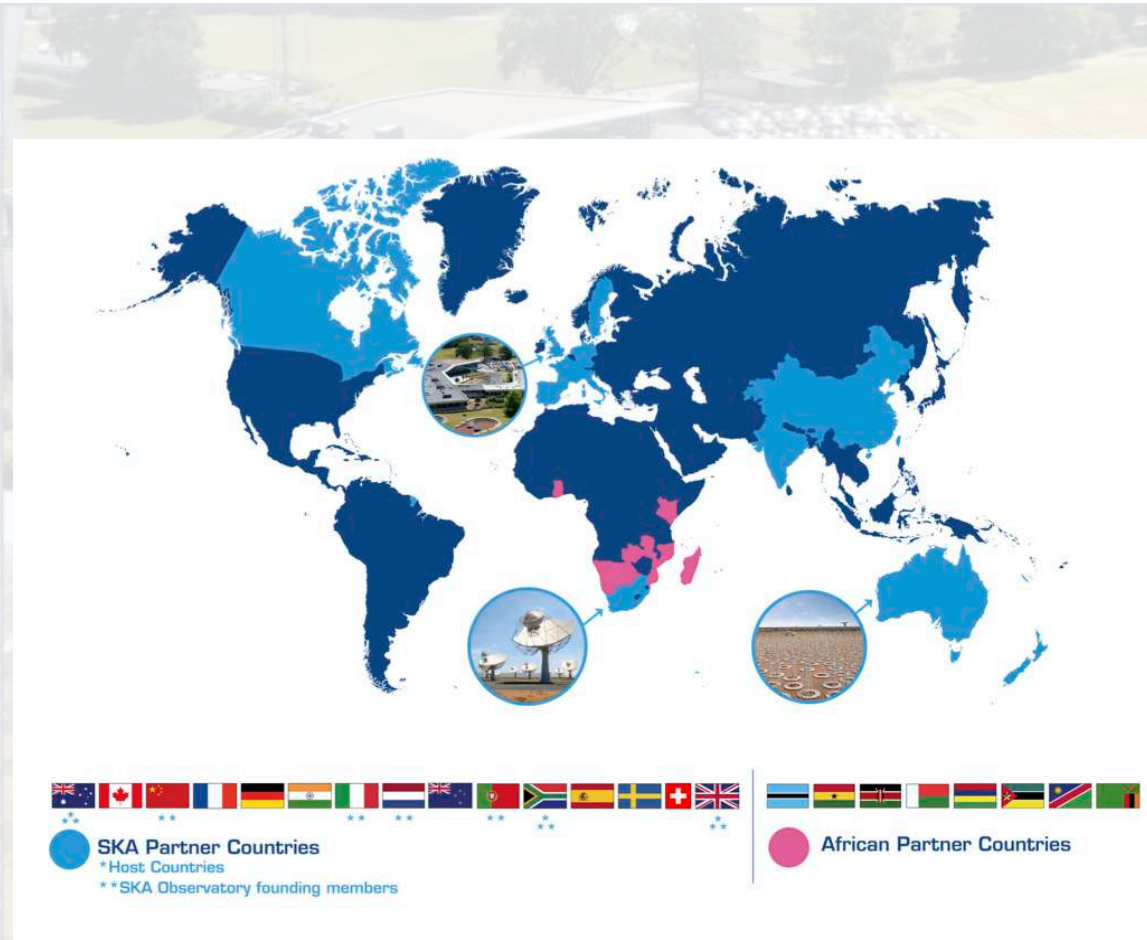 SKA Partner Countries
*Host Countries
**SKA Observatory founding members
African Partner Countries